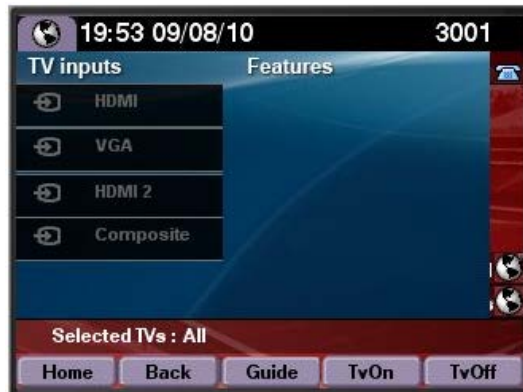 19:53 09/08/10 3001
TV inputs Features
HDMI
VGA
HDMI 2
Composite
Selected TVs : All
Home Back Guide TvOn TvOff